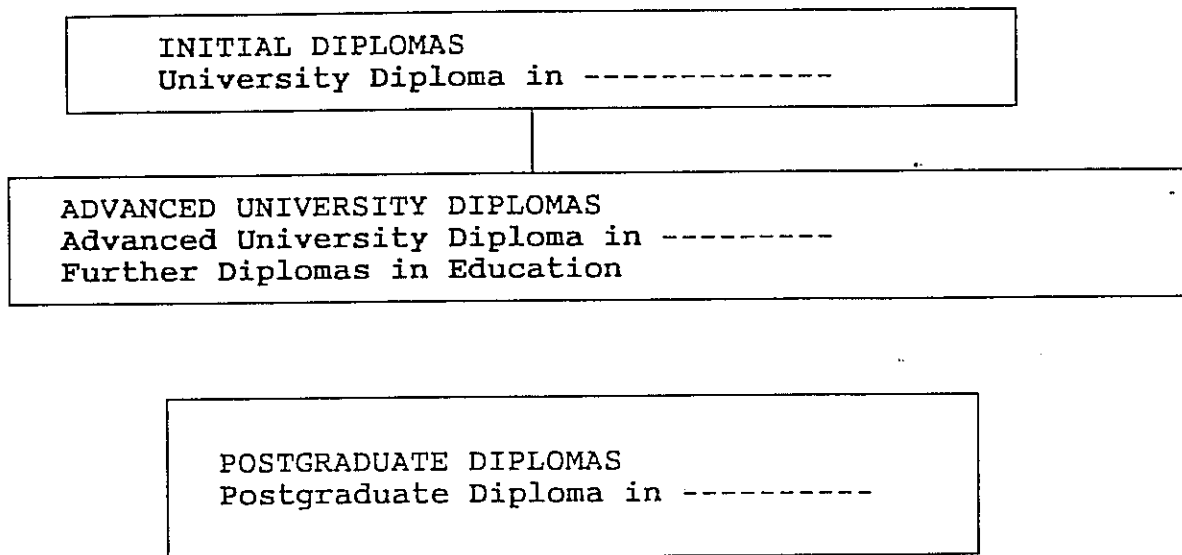 INITIAL DIPLOMAS
University Diploma in -------------
ADVANCED UNIVERSITY DIPLOMAS
Advanced University Diploma in ---------
Further Diplomas in Education
POSTGRADUATE DIPLOMAS
Postgraduate Diploma in ----------